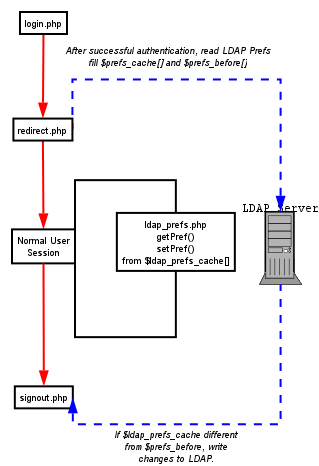 login.php
After successful authentication, read LDAP Prefs
fill $prefs_cache[] and $prefs_before[]
redirect.php
LDAP Server
ldap_prefs.php
getPref()
setPref()
from $ldap_prefs_cache[]
Normal User
Session
signout.php
If $ldap_prefs_cache different
from $prefs_before, write
changes to LDAP.